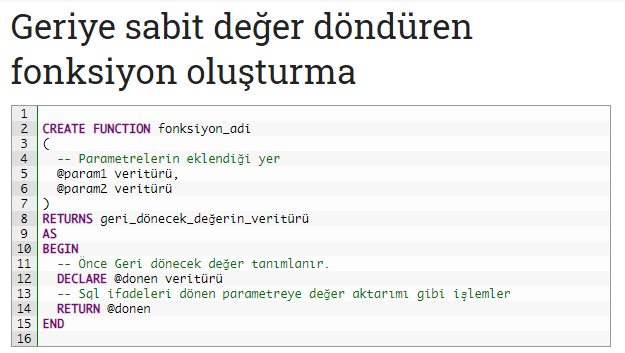 Geriye sabit değer döndüren
fonksiyon oluşturma
1
2 CREATE FUNCTION fonksiyon_adi
3 (
4   -- Parametrelerin eklendiği yer
5   @param1 veritürü,
6   @param2 veritürü
7 )
8 RETURNS geri_dönecek_değerin_veritürü
9 AS
10 BEGIN
11   -- Önce Geri dönecek değer tanımlanır.
12   DECLARE @donen veritürü
13   -- Sql ifadeleri dönen parametreye değer aktarımı gibi işlemler
14   RETURN @donen
15 END
16